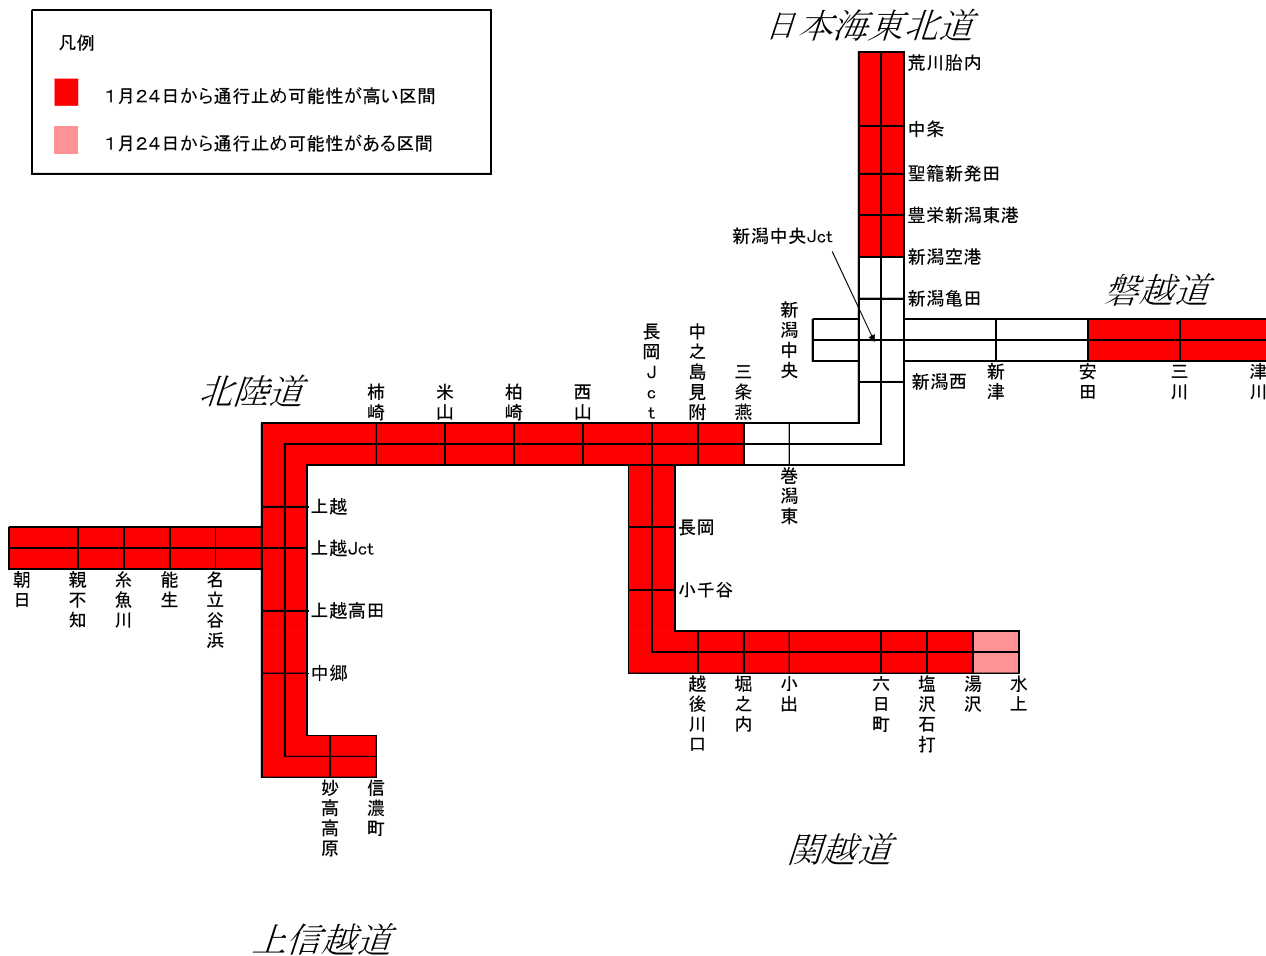 凡例
1月24日から通行止め可能性が高い区間
1月24日から通行止め可能性がある区間
日本海東北道
荒川胎内
中条
聖籠新発田
豊栄新潟東港
新潟空港
新潟亀田
新潟中央Jct
磐越道
新潟中央
新潟西
新津
安田
三川
津川
北陸道
柿崎
米山
柏崎
西山
長岡Jct
中之島見附
三条燕
巻潟東
上越
上越Jct
上越高田
中郷
朝日
親不知
糸魚川
能生
名立谷浜
長岡
小千谷
越後川口
堀之内
小出
六日町
塩沢石打
湯沢
水上
妙高高原
信濃町
関越道
上信越道